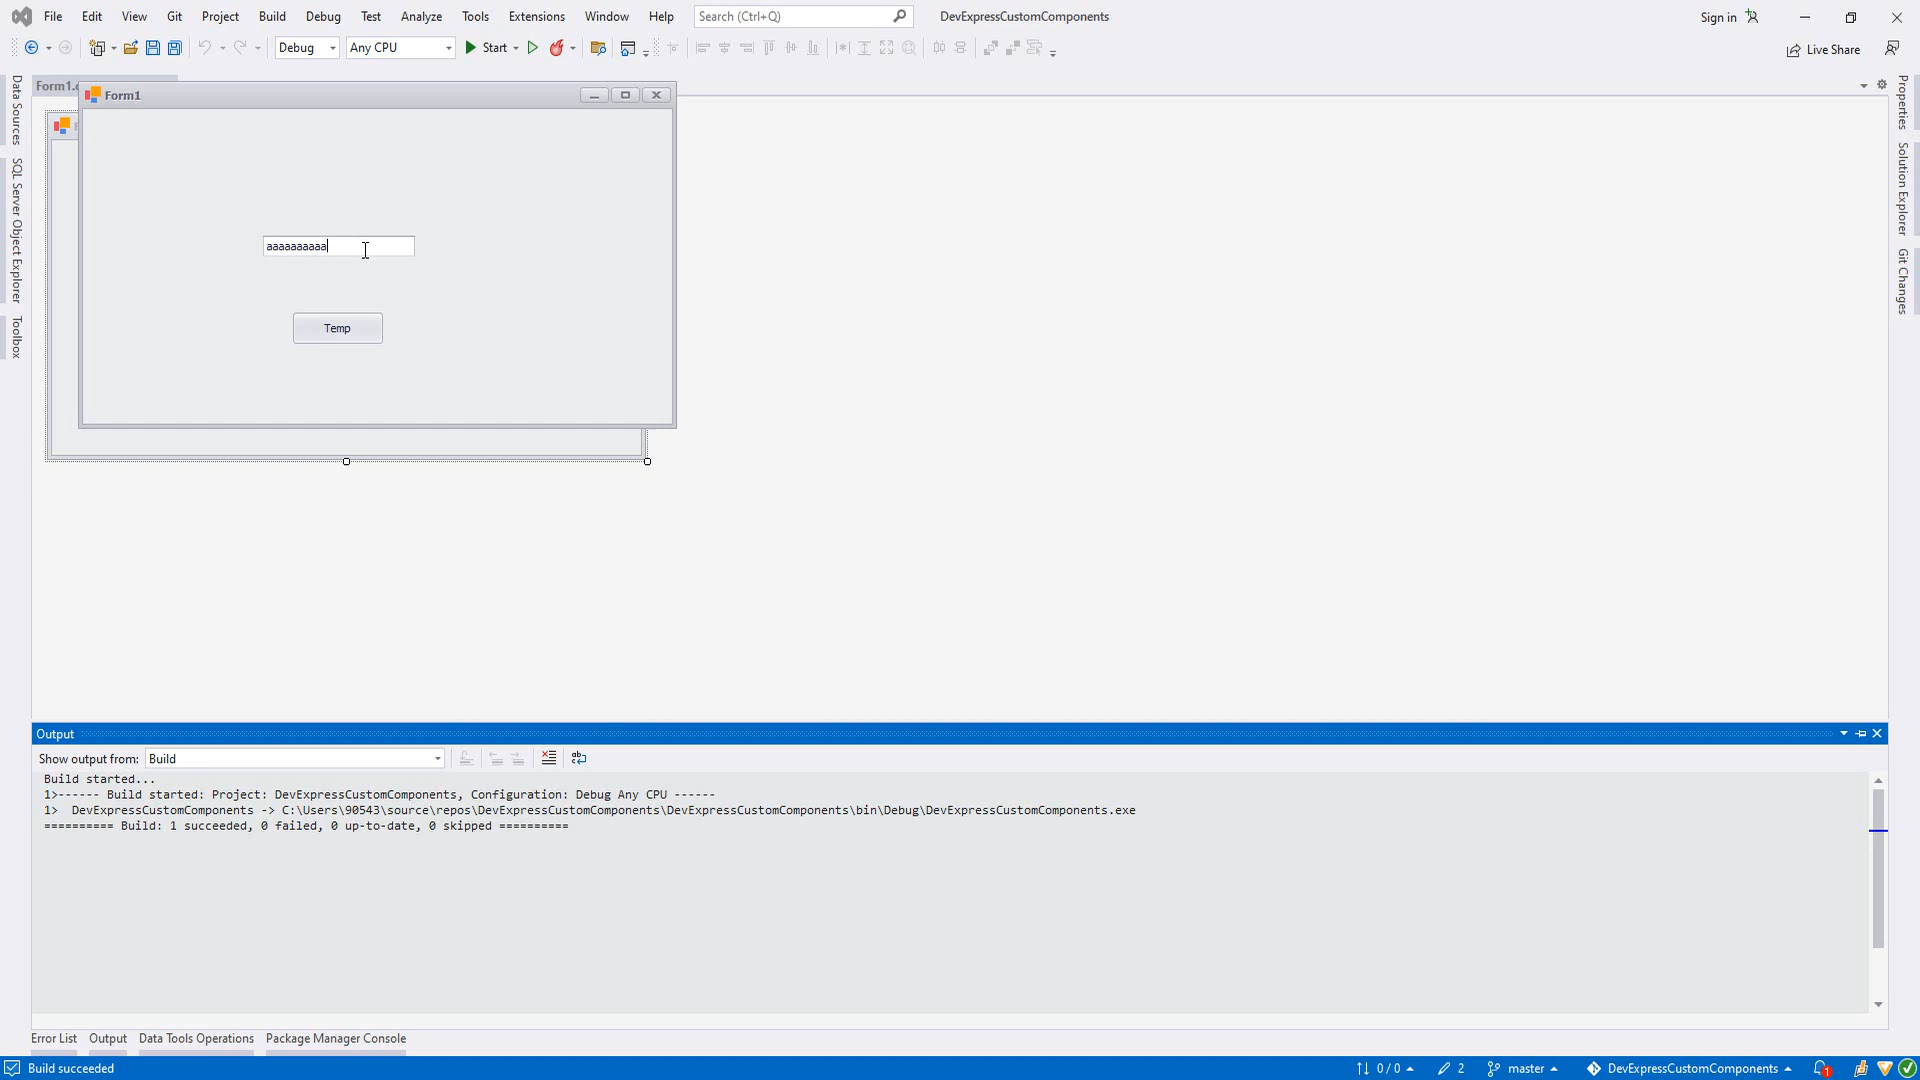 File Edit View Git Project Build Debug Test Analyze Tools Extensions Window Help Search (Ctrl+Q) DevExpressCustomComponents Sign in
Debug Any CPU Start Live Share
Form1.
Form1
Data Sources
SQL Server Object Explorer
Toolbox
aaaaaaaaaa
Temp
Properties
Solution Explorer
Git Changes
Output
Show output from: Build
Build started...
1>------ Build started: Project: DevExpressCustomComponents, Configuration: Debug Any CPU ------
1>  DevExpressCustomComponents -> C:\Users\90543\source\repos\DevExpressCustomComponents\DevExpressCustomComponents\bin\Debug\DevExpressCustomComponents.exe
========== Build: 1 succeeded, 0 failed, 0 up-to-date, 0 skipped ==========
Error List Output Data Tools Operations Package Manager Console
Build succeeded 0 / 0 2 master DevExpressCustomComponents 1